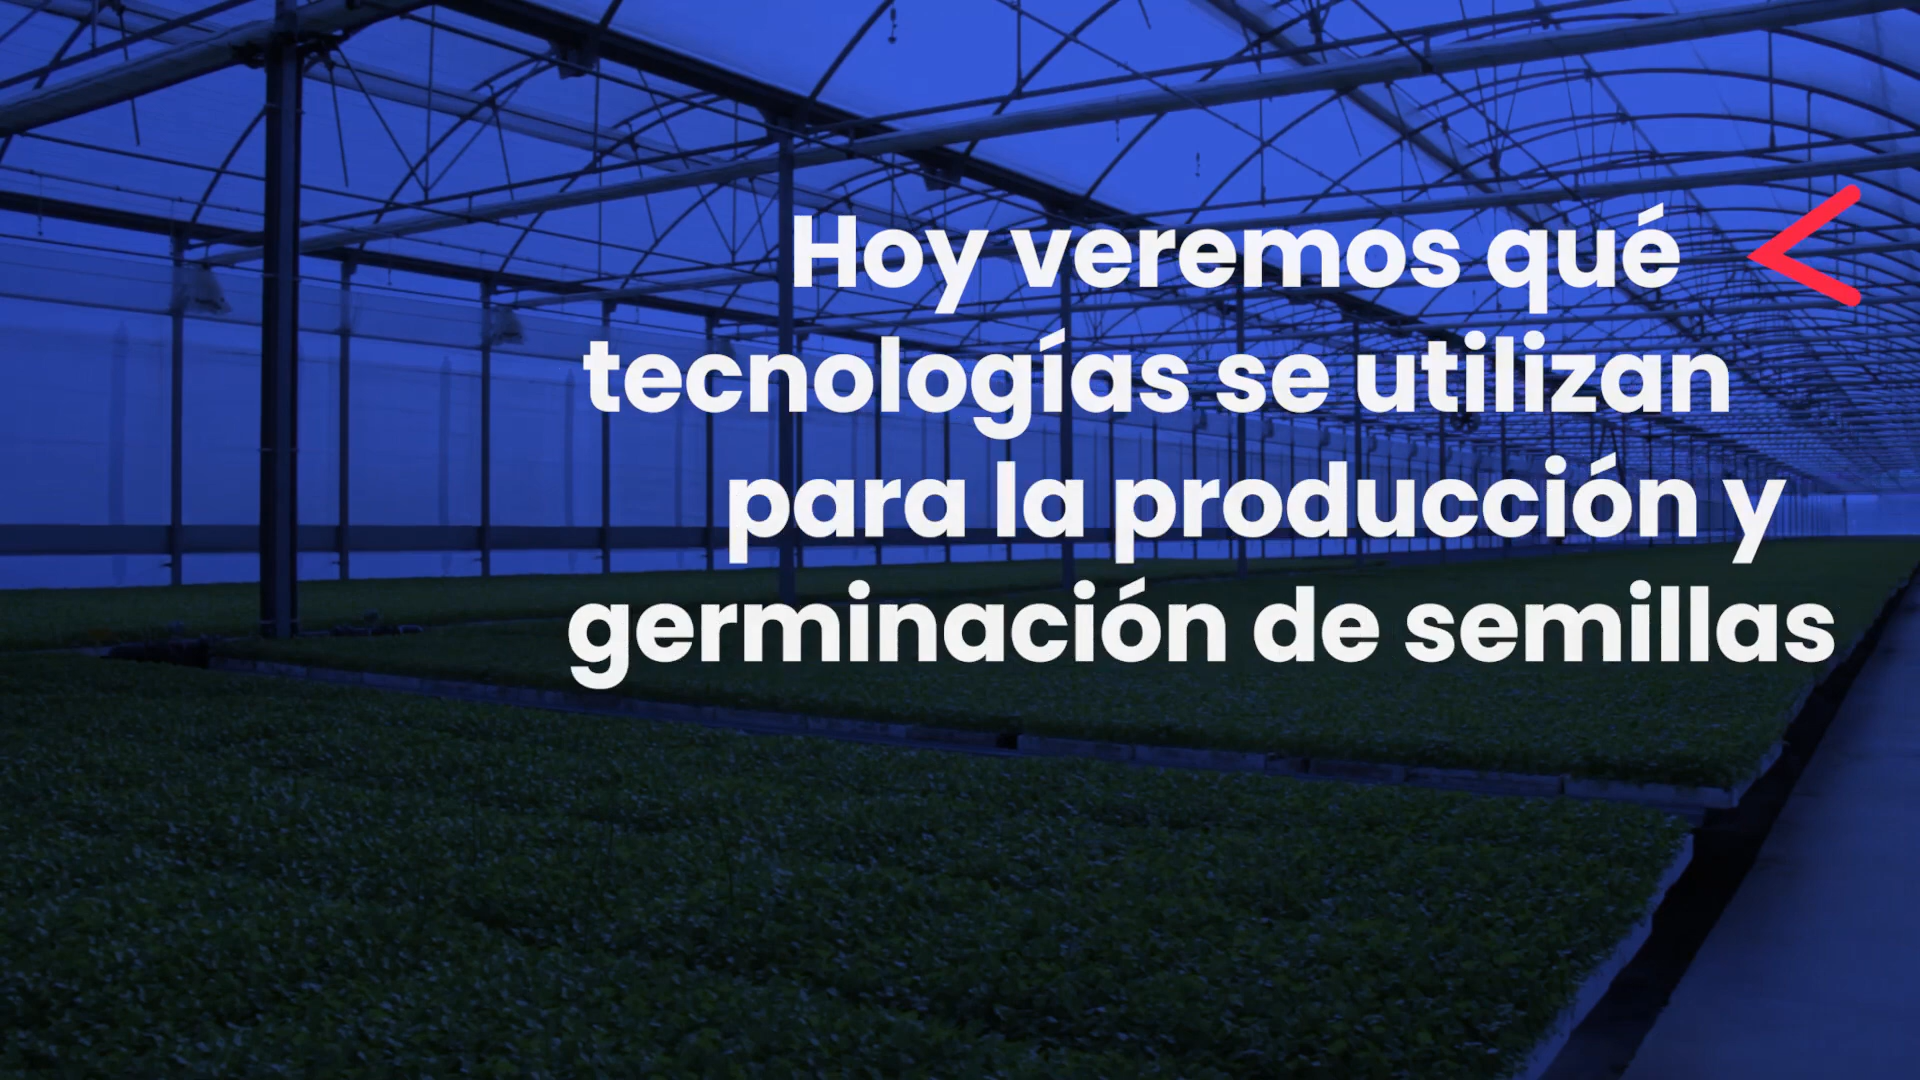 Hoy veremos qué
tecnologías se utilizan
para la producción y
germinación de semillas